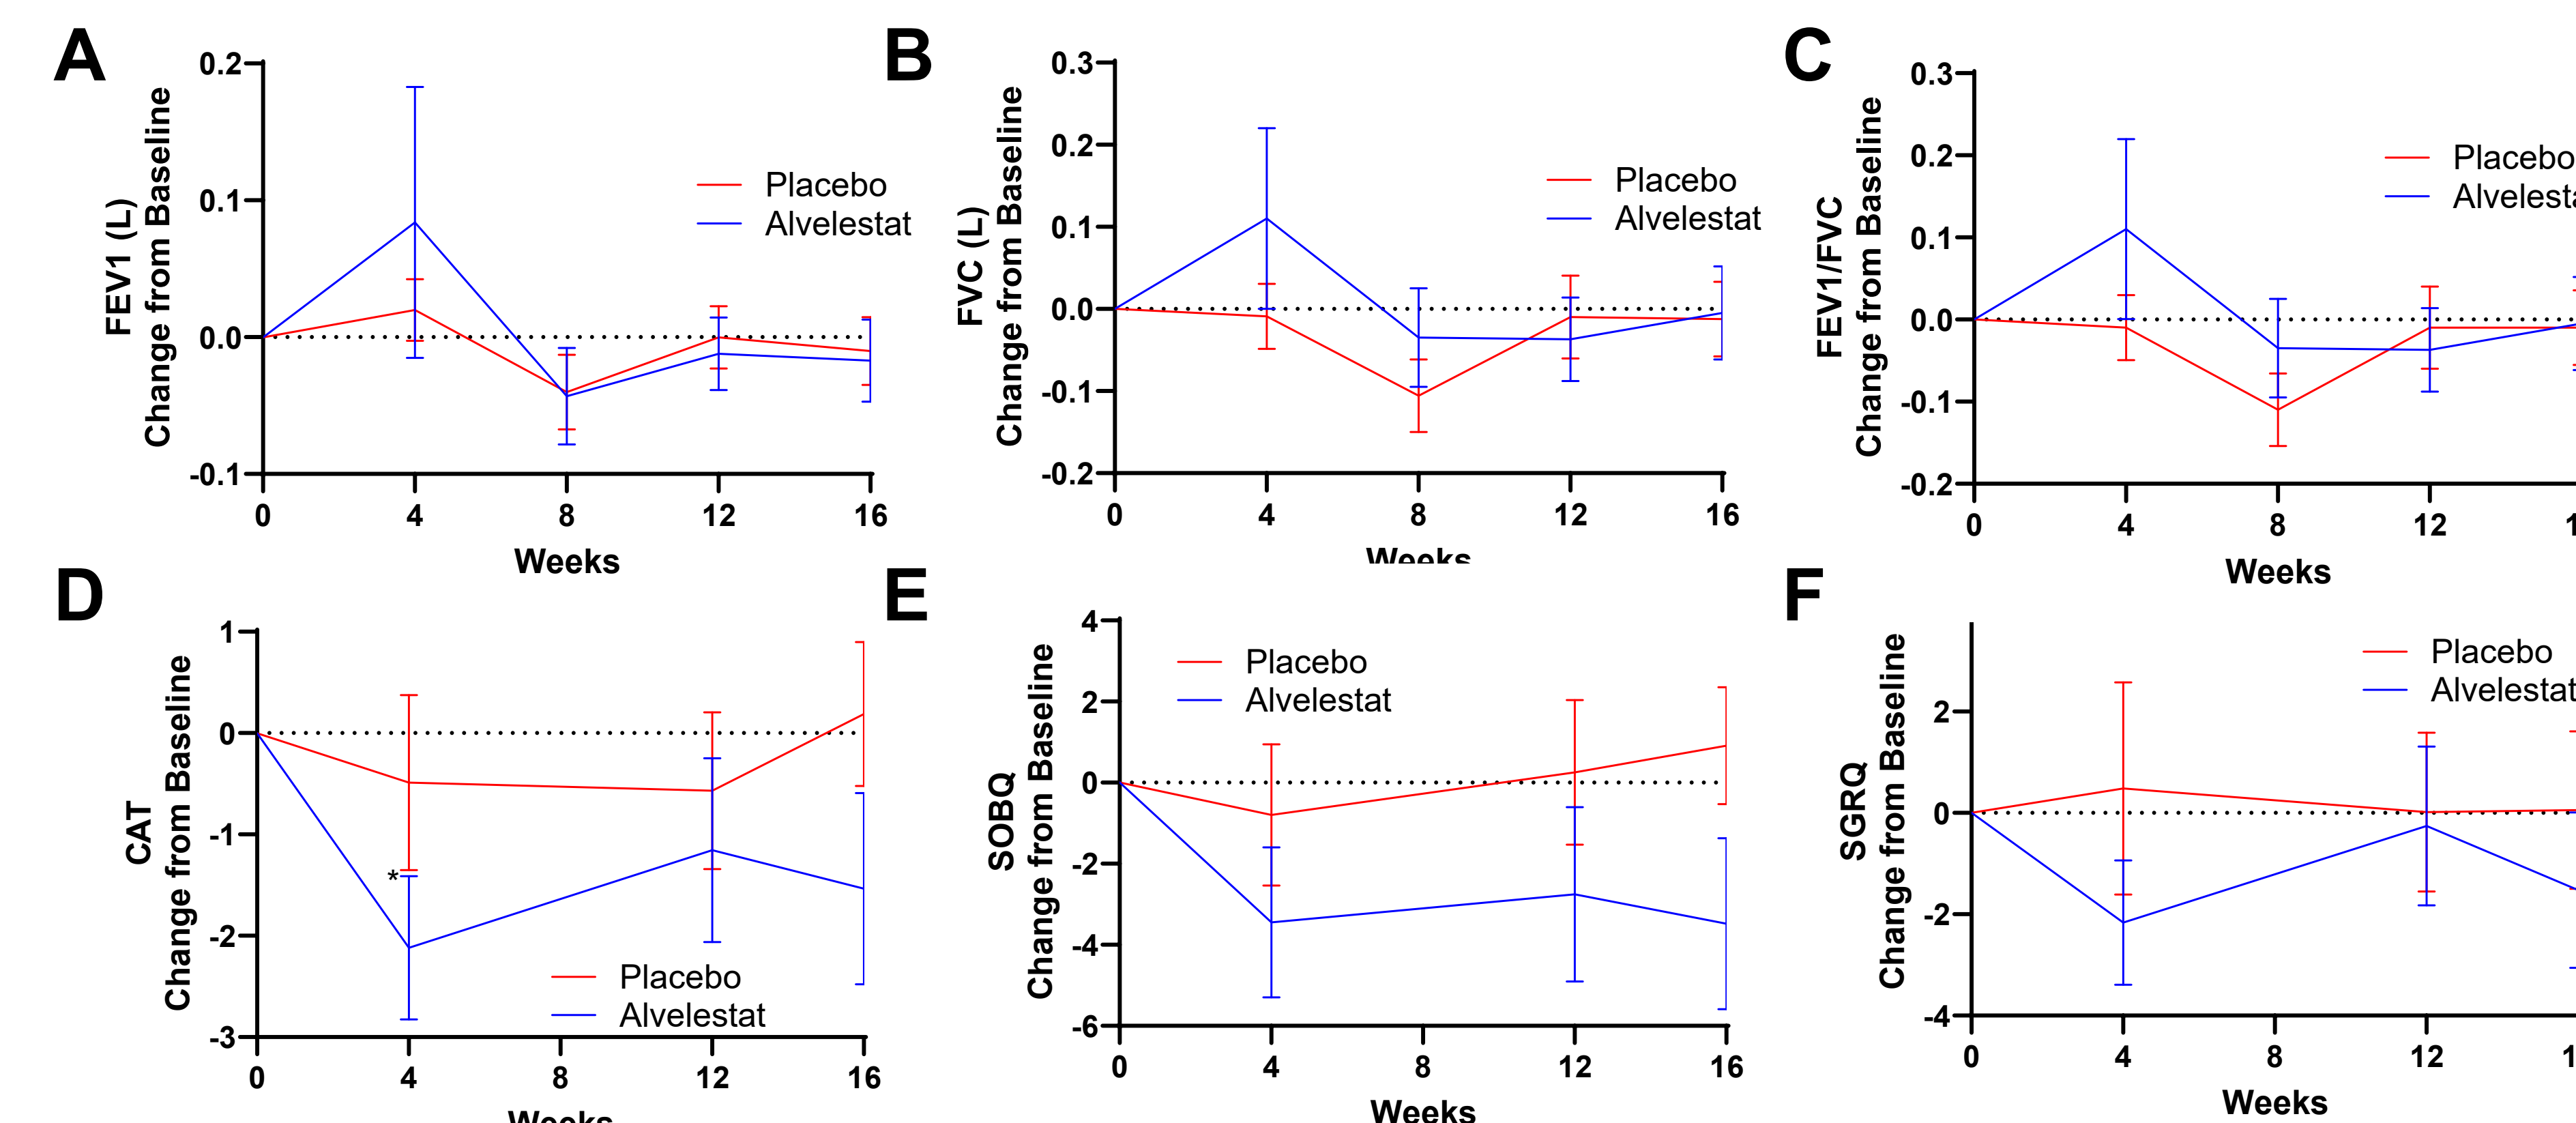 A
FEV1 (L)
Change from Baseline
0.2
0.1
0.0
-0.1
Placebo
Alvelestat
0 4 8 12 16
Weeks
B
FVC (L)
Change from Baseline
0.3
0.2
0.1
0.0
-0.1
-0.2
Placebo
Alvelestat
0 4 8 12 16
Weeks
C
FEV1/FVC
Change from Baseline
0.3
0.2
0.1
0.0
-0.1
-0.2
Placebo
Alvelesta
0 4 8 12 1
Weeks
D
CAT
Change from Baseline
1
0
-1
-2
-3
*
Placebo
Alvelestat
0 4 8 12 16
Weeks
E
SOBQ
Change from Baseline
4
2
0
-2
-4
-6
Placebo
Alvelestat
0 4 8 12 16
Weeks
F
SGRQ
Change from Baseline
2
0
-2
-4
Placebo
Alvelestat
0 4 8 12 1
Weeks